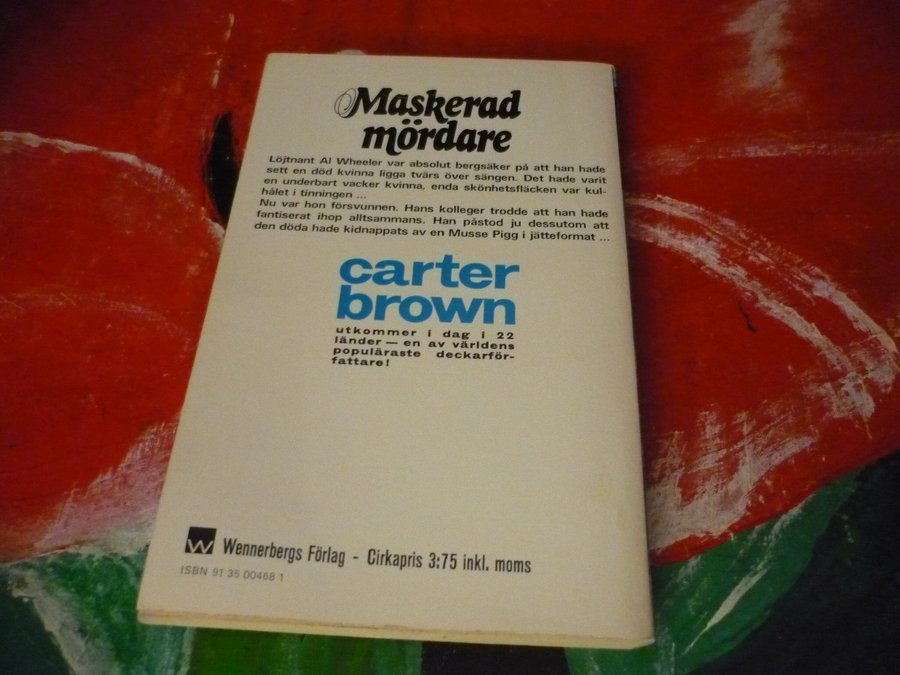 Maskerad
mördare
Löjtnant Al Wheeler var absolut bergsäker på att han hade
sett en död kvinna ligga tvärs över sängen. Det hade varit
en underbart vacker kvinna, enda skönhetsfläcken var kul-
hålet i tinningen ...
Nu var hon försvunnen. Hans kolleger trodde att han hade
fantiserat ihop alltsammans. Han påstod ju dessutom att
den döda hade kidnappats av en Musse Pigg i jätteformat ...
carter
brown
utkommer i dag i 22
länder — en av världens
populäraste deckarför-
fattare!
W Wennerbergs Förlag - Cirkapris 3:75 inkl. moms
ISBN 91 35 00468 1